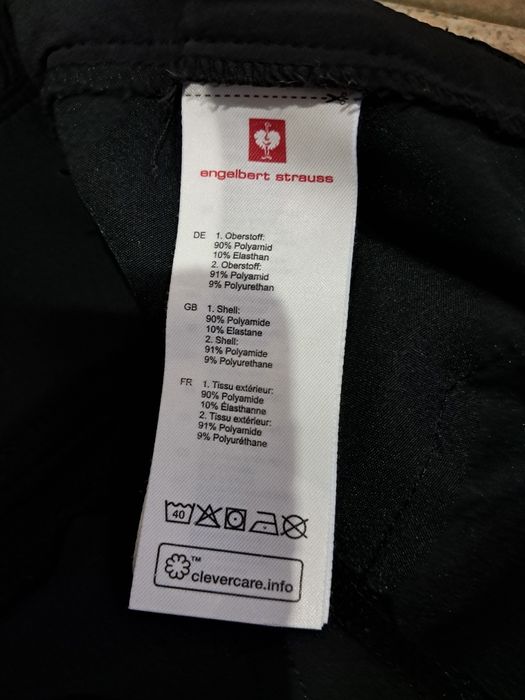 engelbert strauss
DE 1. Oberstoff:
90% Polyamid
10% Elasthan
2. Oberstoff:
91% Polyamid
9% Polyurethan
GB 1. Shell:
90% Polyamide
10% Elastane
2. Shell:
91% Polyamide
9% Polyurethane
FR 1. Tissu extérieur:
90% Polyamide
10% Élasthanne
2. Tissu extérieur:
91% Polyamide
9% Polyuréthane
40
™
clevercare.info